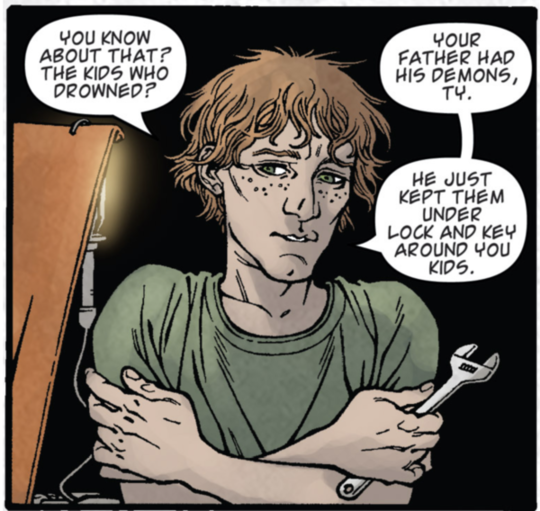 YOU KNOW
ABOUT THAT?
THE KIDS WHO
DROWNED?
YOUR
FATHER HAD
HIS DEMONS,
TY.
HE JUST
KEPT THEM
UNDER
LOCK AND KEY
AROUND YOU
KIDS.